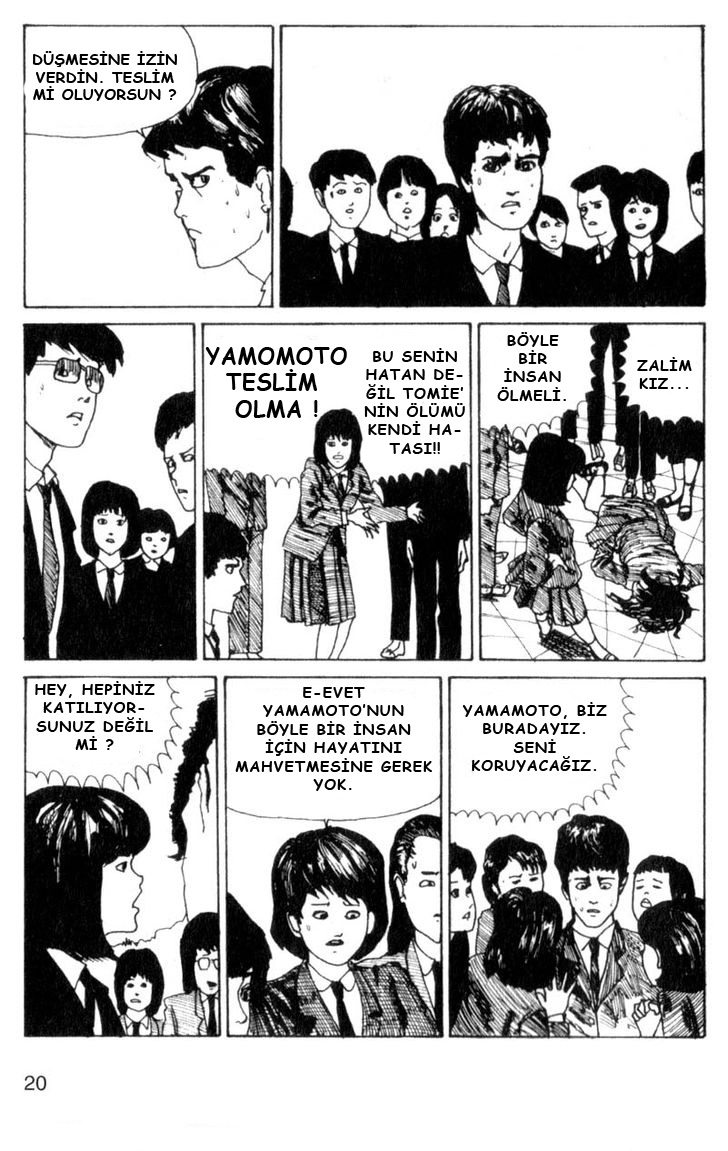 DÜŞMESİNE İZİN
VERDİN. TESLİM
Mİ OLUYORSUN ?
YAMOMOTO
TESLİM
OLMA !
BU SENİN
HATAN DE-
ĞİL TOMİE'
NİN ÖLÜMÜ
KENDİ HA-
TASI!!
BÖYLE
BİR
İNSAN
ÖLMELİ.
ZALİM
KIZ...
HEY, HEPİNİZ
KATILIYOR-
SUNUZ DEĞİL
Mİ ?
E-EVET
YAMAMOTO'NUN
BÖYLE BİR İNSAN
İÇİN HAYATINI
MAHVETMESİNE GEREK
YOK.
YAMAMOTO, BİZ
BURADAYIZ.
SENİ
KORUYACAĞIZ.
20